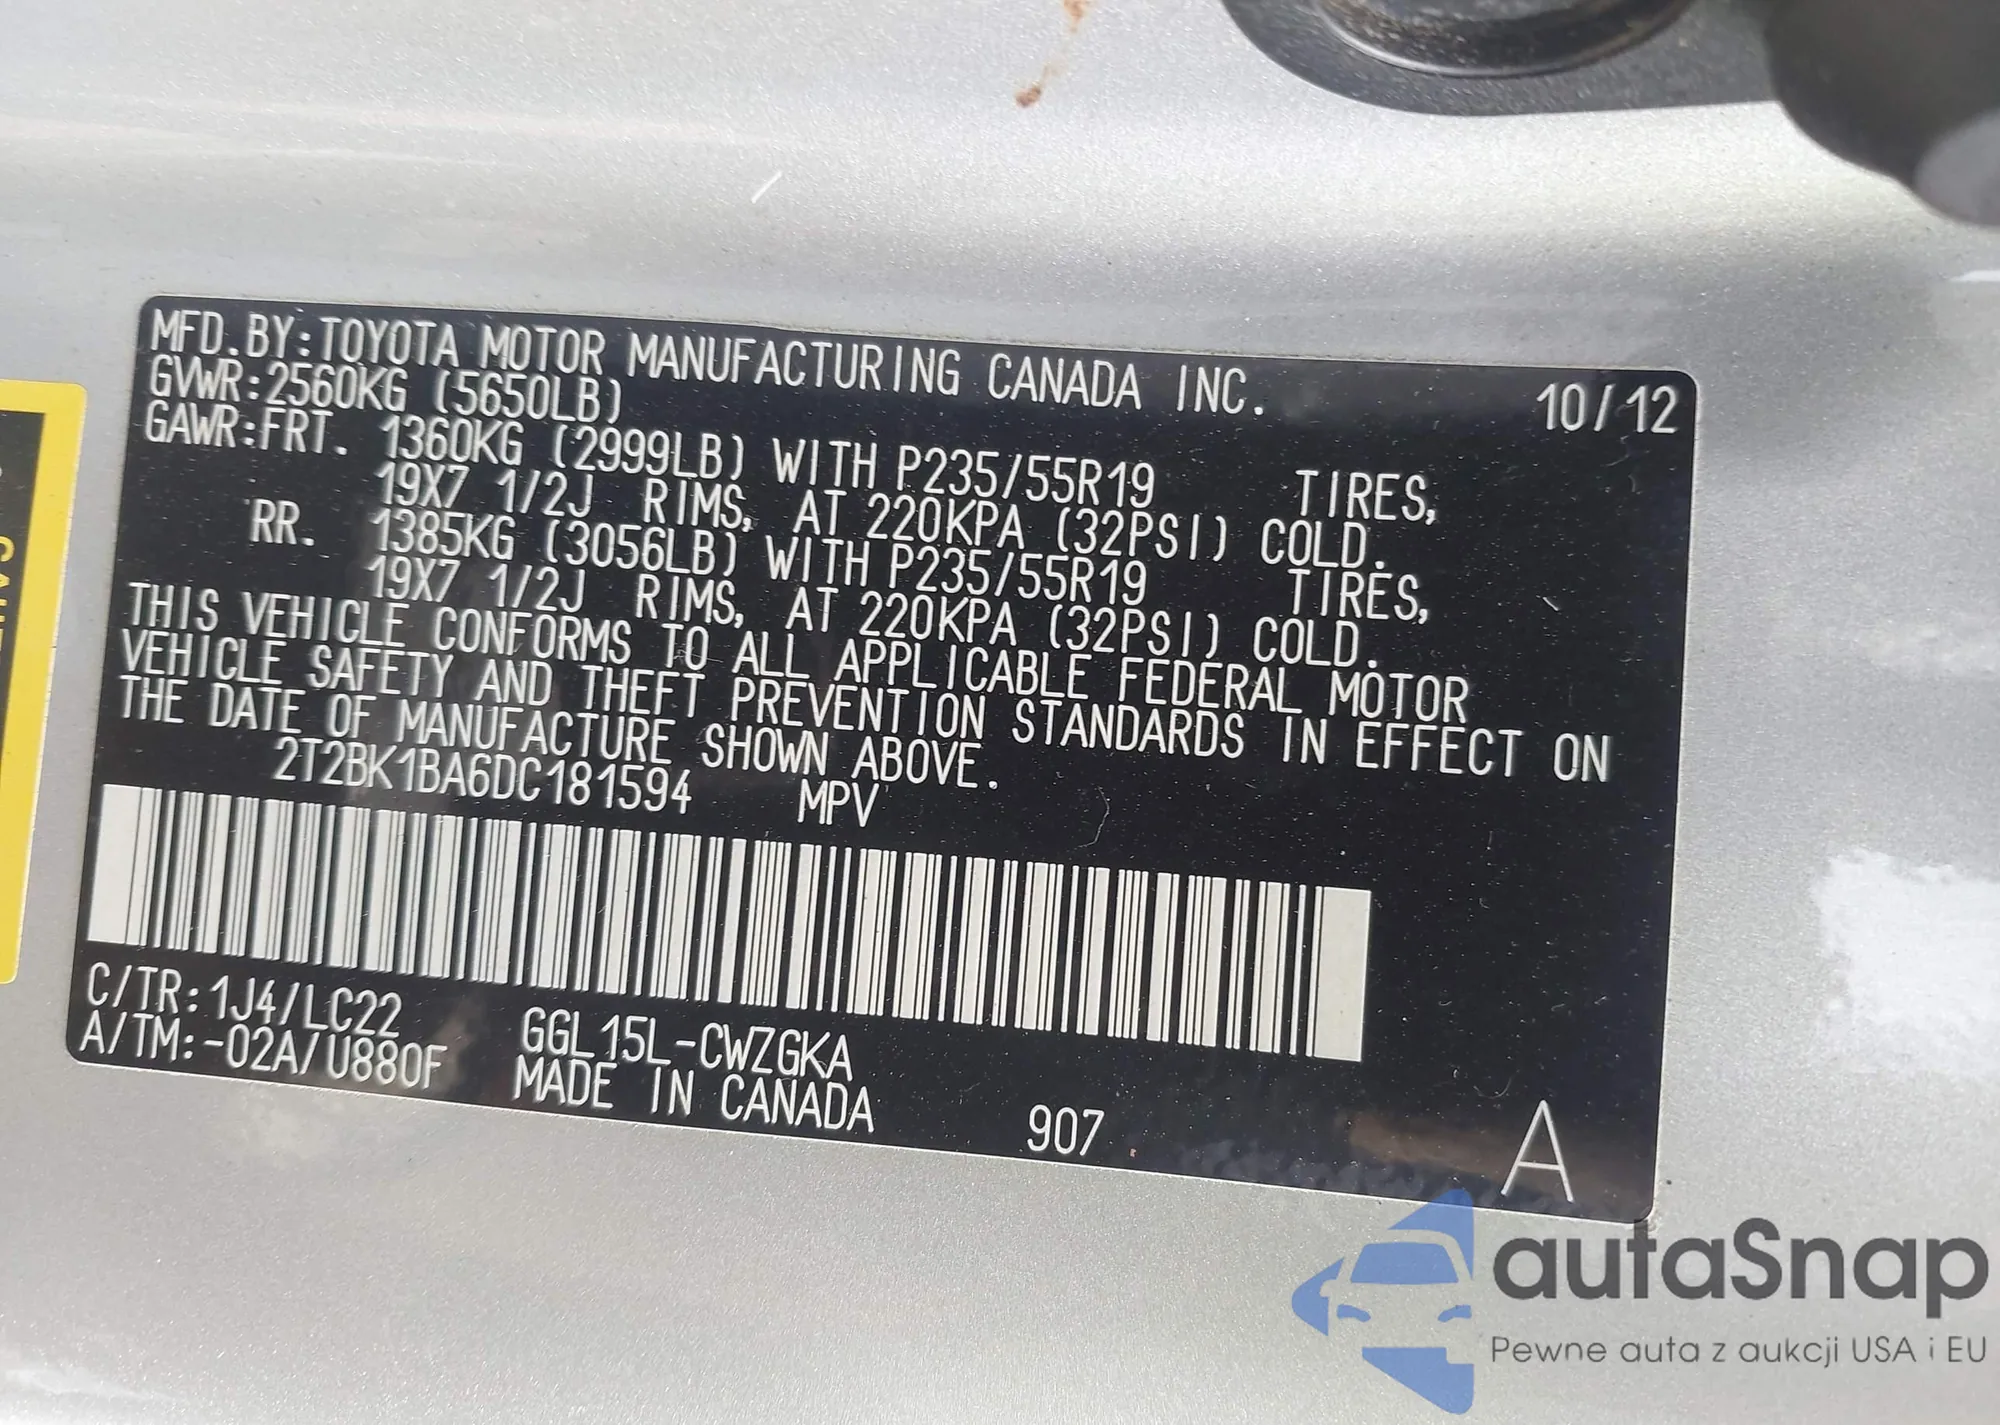 MFD. BY: TOYOTA MOTOR MANUFACTURING CANADA INC. 10/12
GVWR: 2560KG (5650LB)
GAWR: FRT. 1360KG (2999LB) WITH P235/55R19 TIRES,
19X7 1/2J RIMS, AT 220KPA (32PSI) COLD.
RR. 1385KG (3056LB) WITH P235/55R19 TIRES,
19X7 1/2J RIMS, AT 220KPA (32PSI) COLD.
THIS VEHICLE CONFORMS TO ALL APPLICABLE FEDERAL MOTOR
VEHICLE SAFETY AND THEFT PREVENTION STANDARDS IN EFFECT ON
THE DATE OF MANUFACTURE SHOWN ABOVE.
2T2BK1BA6DC181594 MPV
C/TR: 1J4/LC22 GGL15L-CWZGKA
A/TM: -02A/U880F MADE IN CANADA 907 A
autaSnap
Pewne auta z aukcji USA i EU